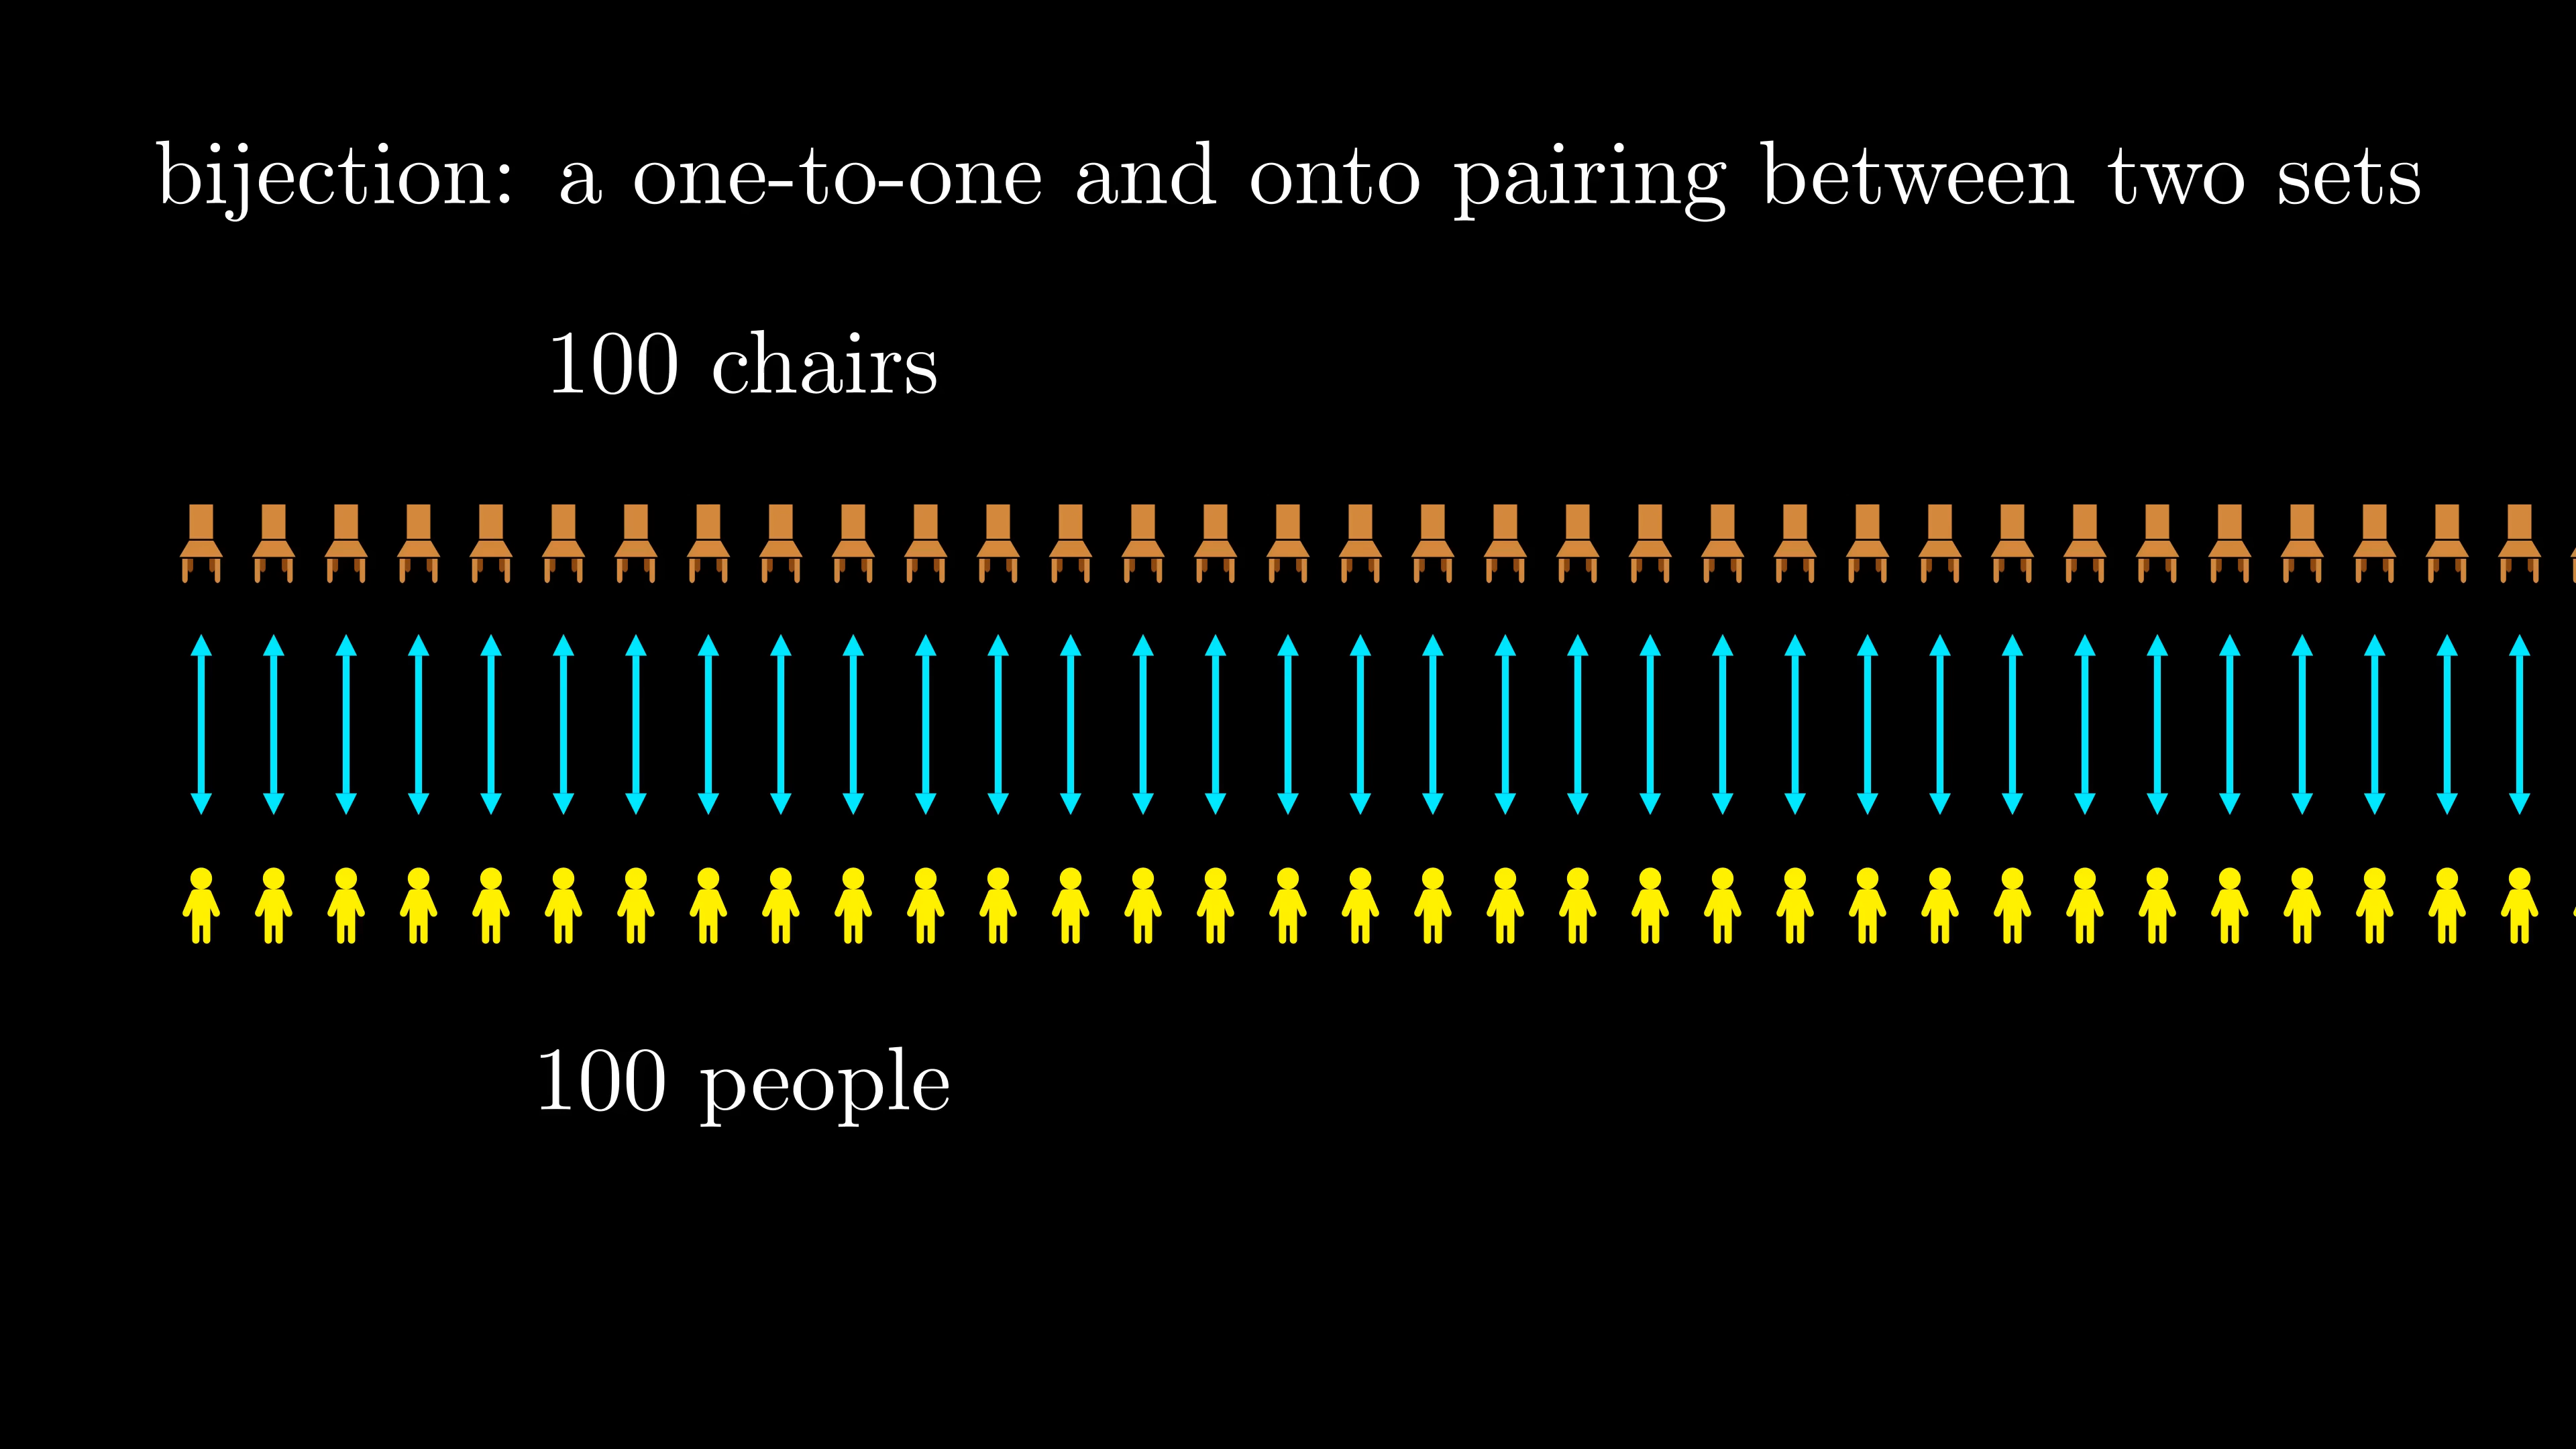 bijection: a one-to-one and onto pairing between two sets
100 chairs
100 people